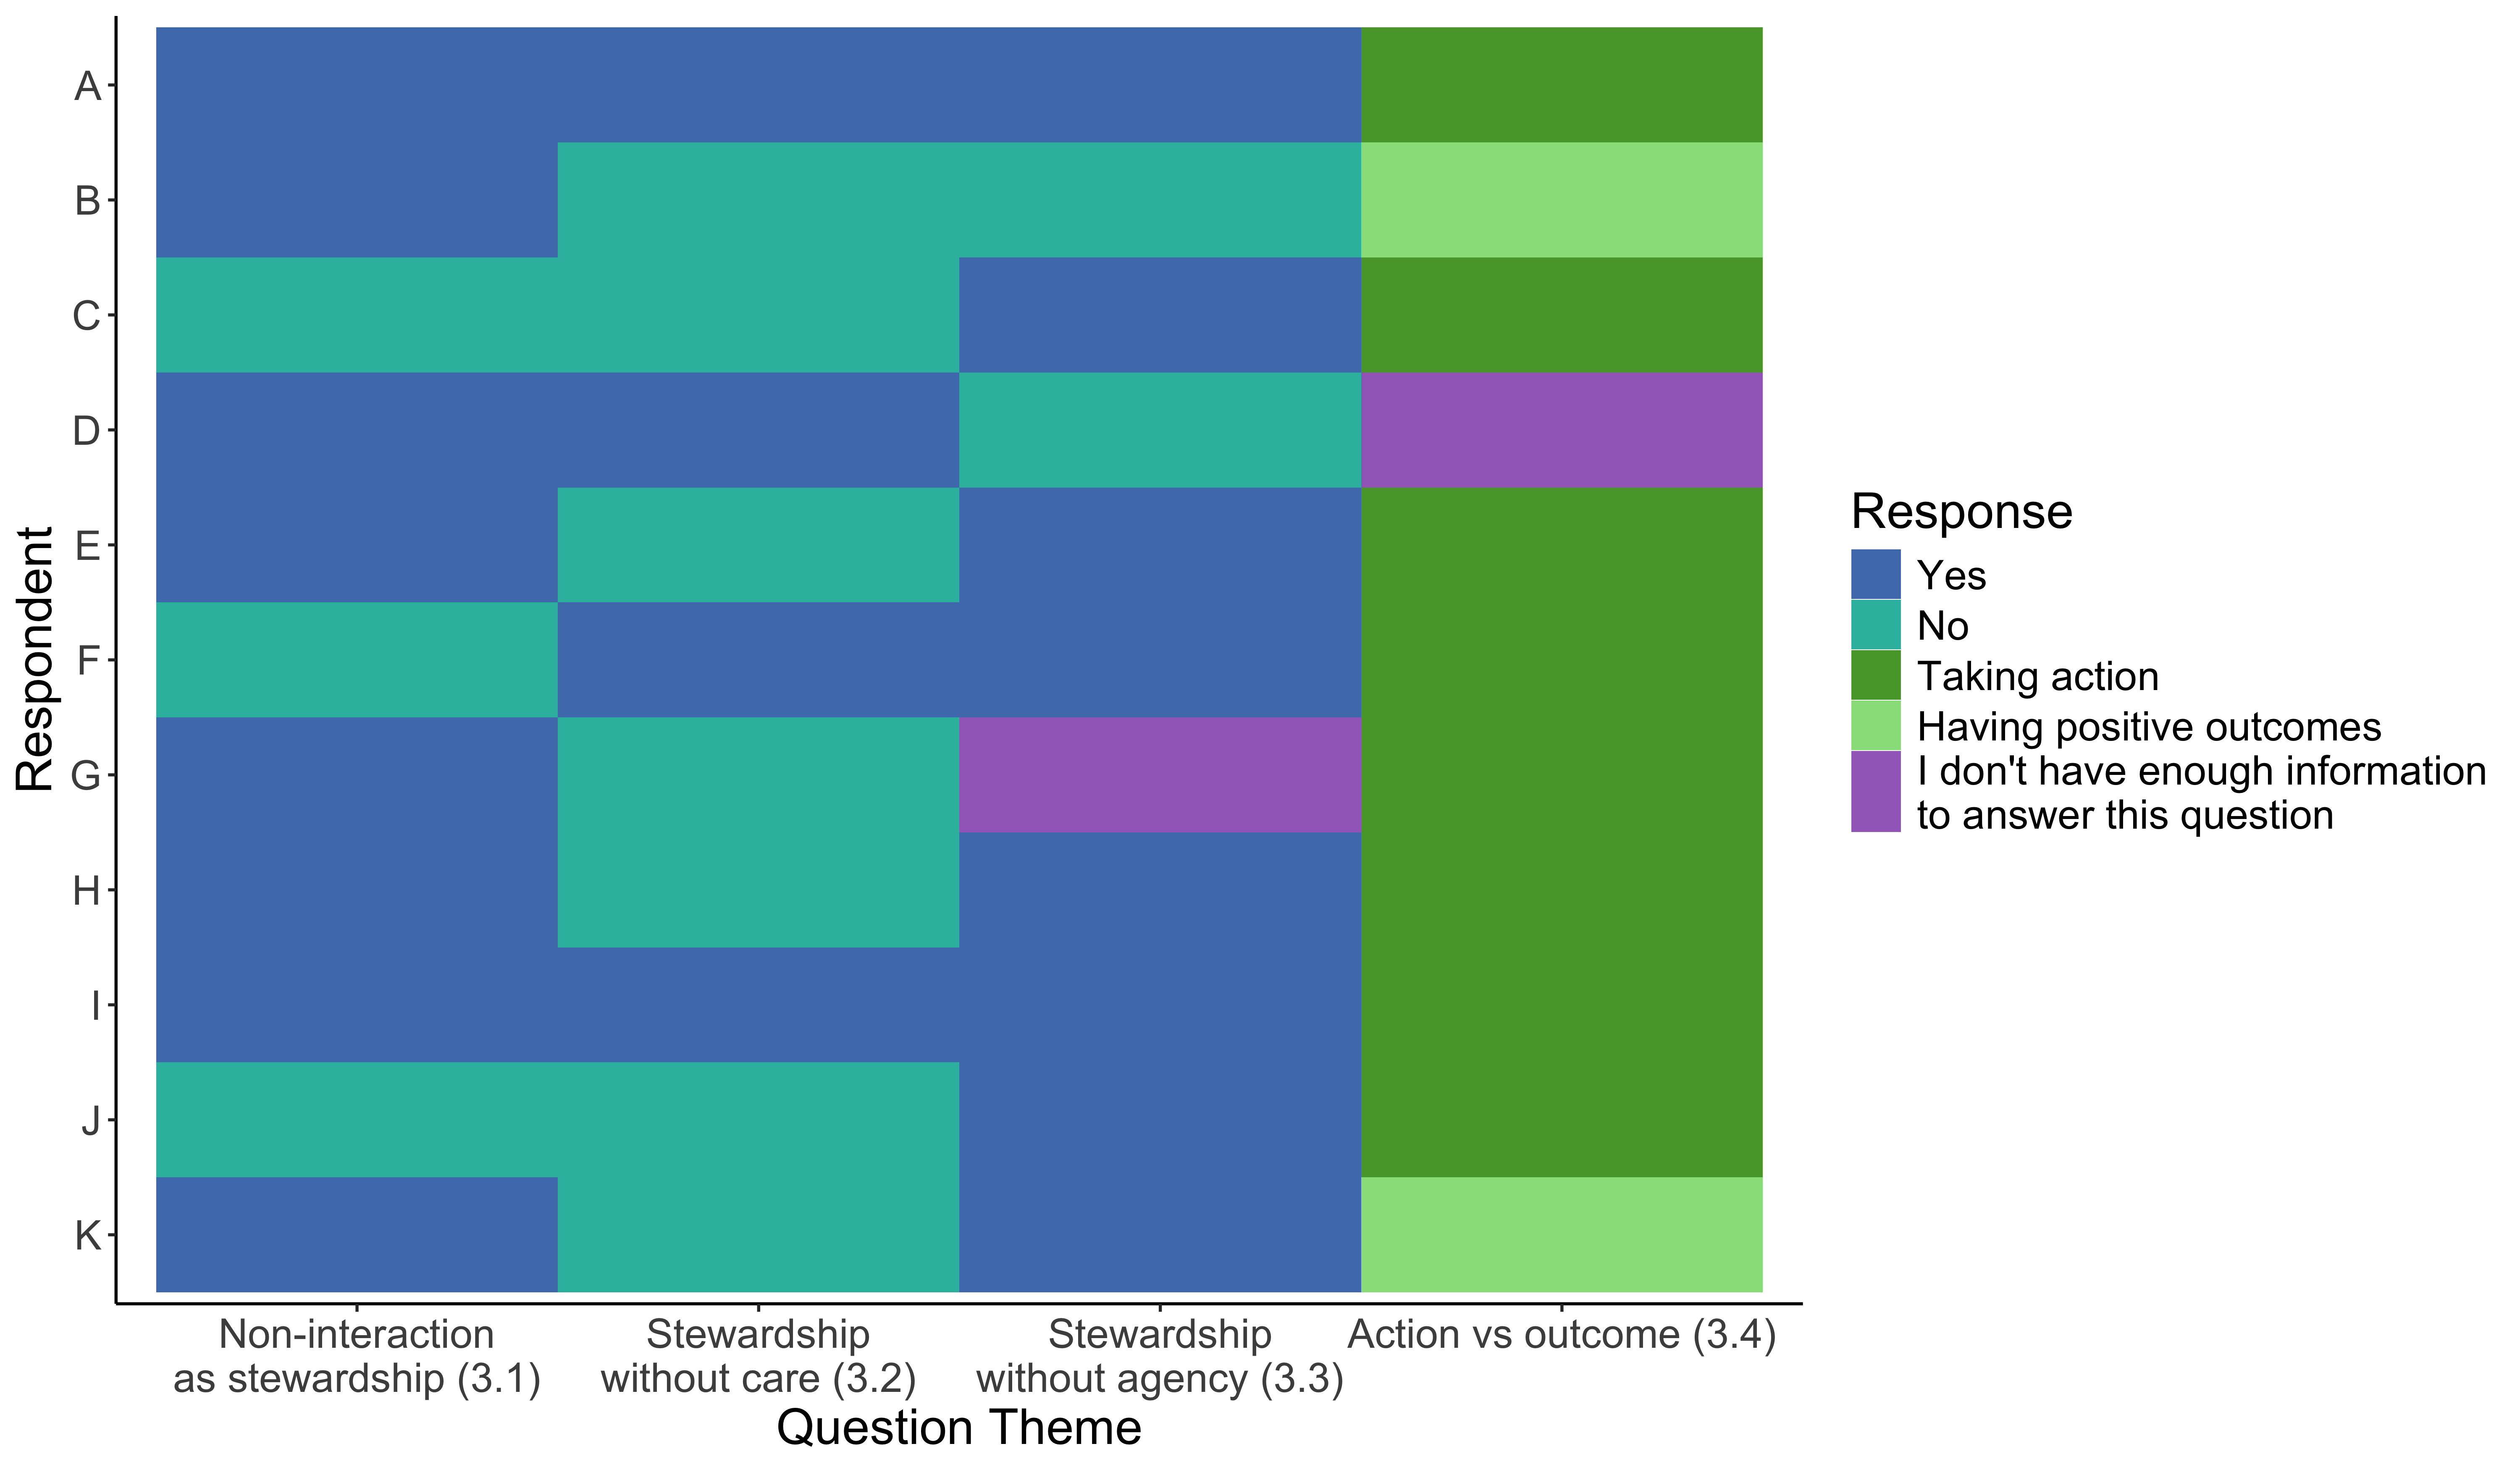 Respondent
A
B
C
D
E
F
G
H
I
J
K
Non-interaction
as stewardship (3.1)
Stewardship
without care (3.2)
Stewardship
without agency (3.3)
Action vs outcome (3.4)
Question Theme
Response
Yes
No
Taking action
Having positive outcomes
I don't have enough information
to answer this question